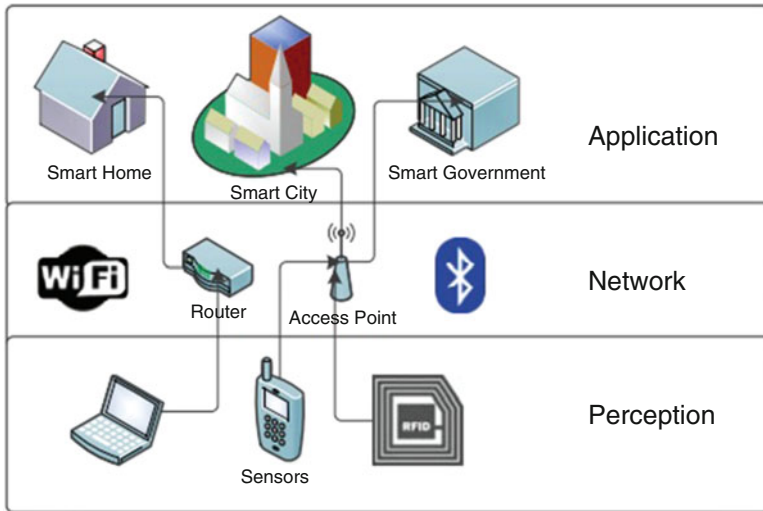 Smart Home
Smart City
Smart Government
Application
WiFi
Router
Access Point
Network
RFID
Sensors
Perception